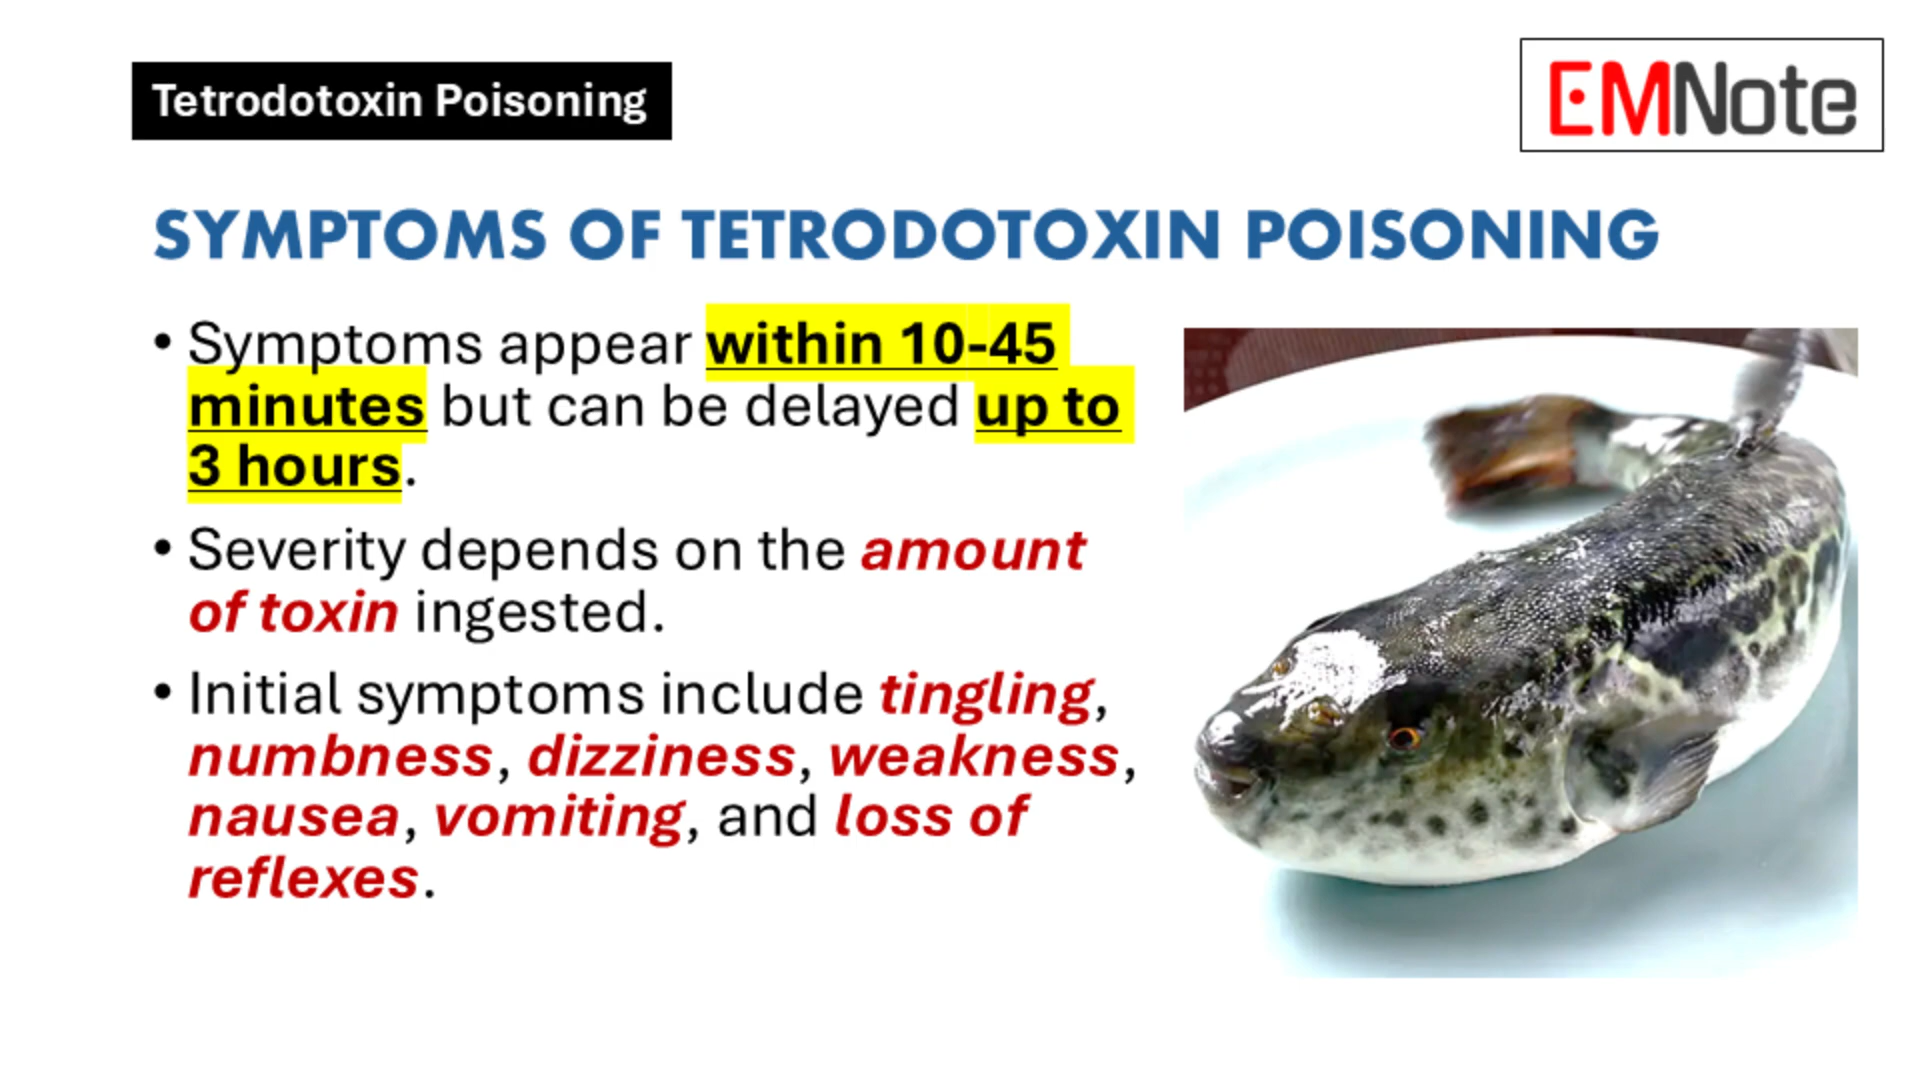 Tetrodotoxin Poisoning
EMNote
SYMPTOMS OF TETRODOTOXIN POISONING
• Symptoms appear within 10-45
minutes but can be delayed up to
3 hours.
• Severity depends on the amount
of toxin ingested.
• Initial symptoms include tingling,
numbness, dizziness, weakness,
nausea, vomiting, and loss of
reflexes.